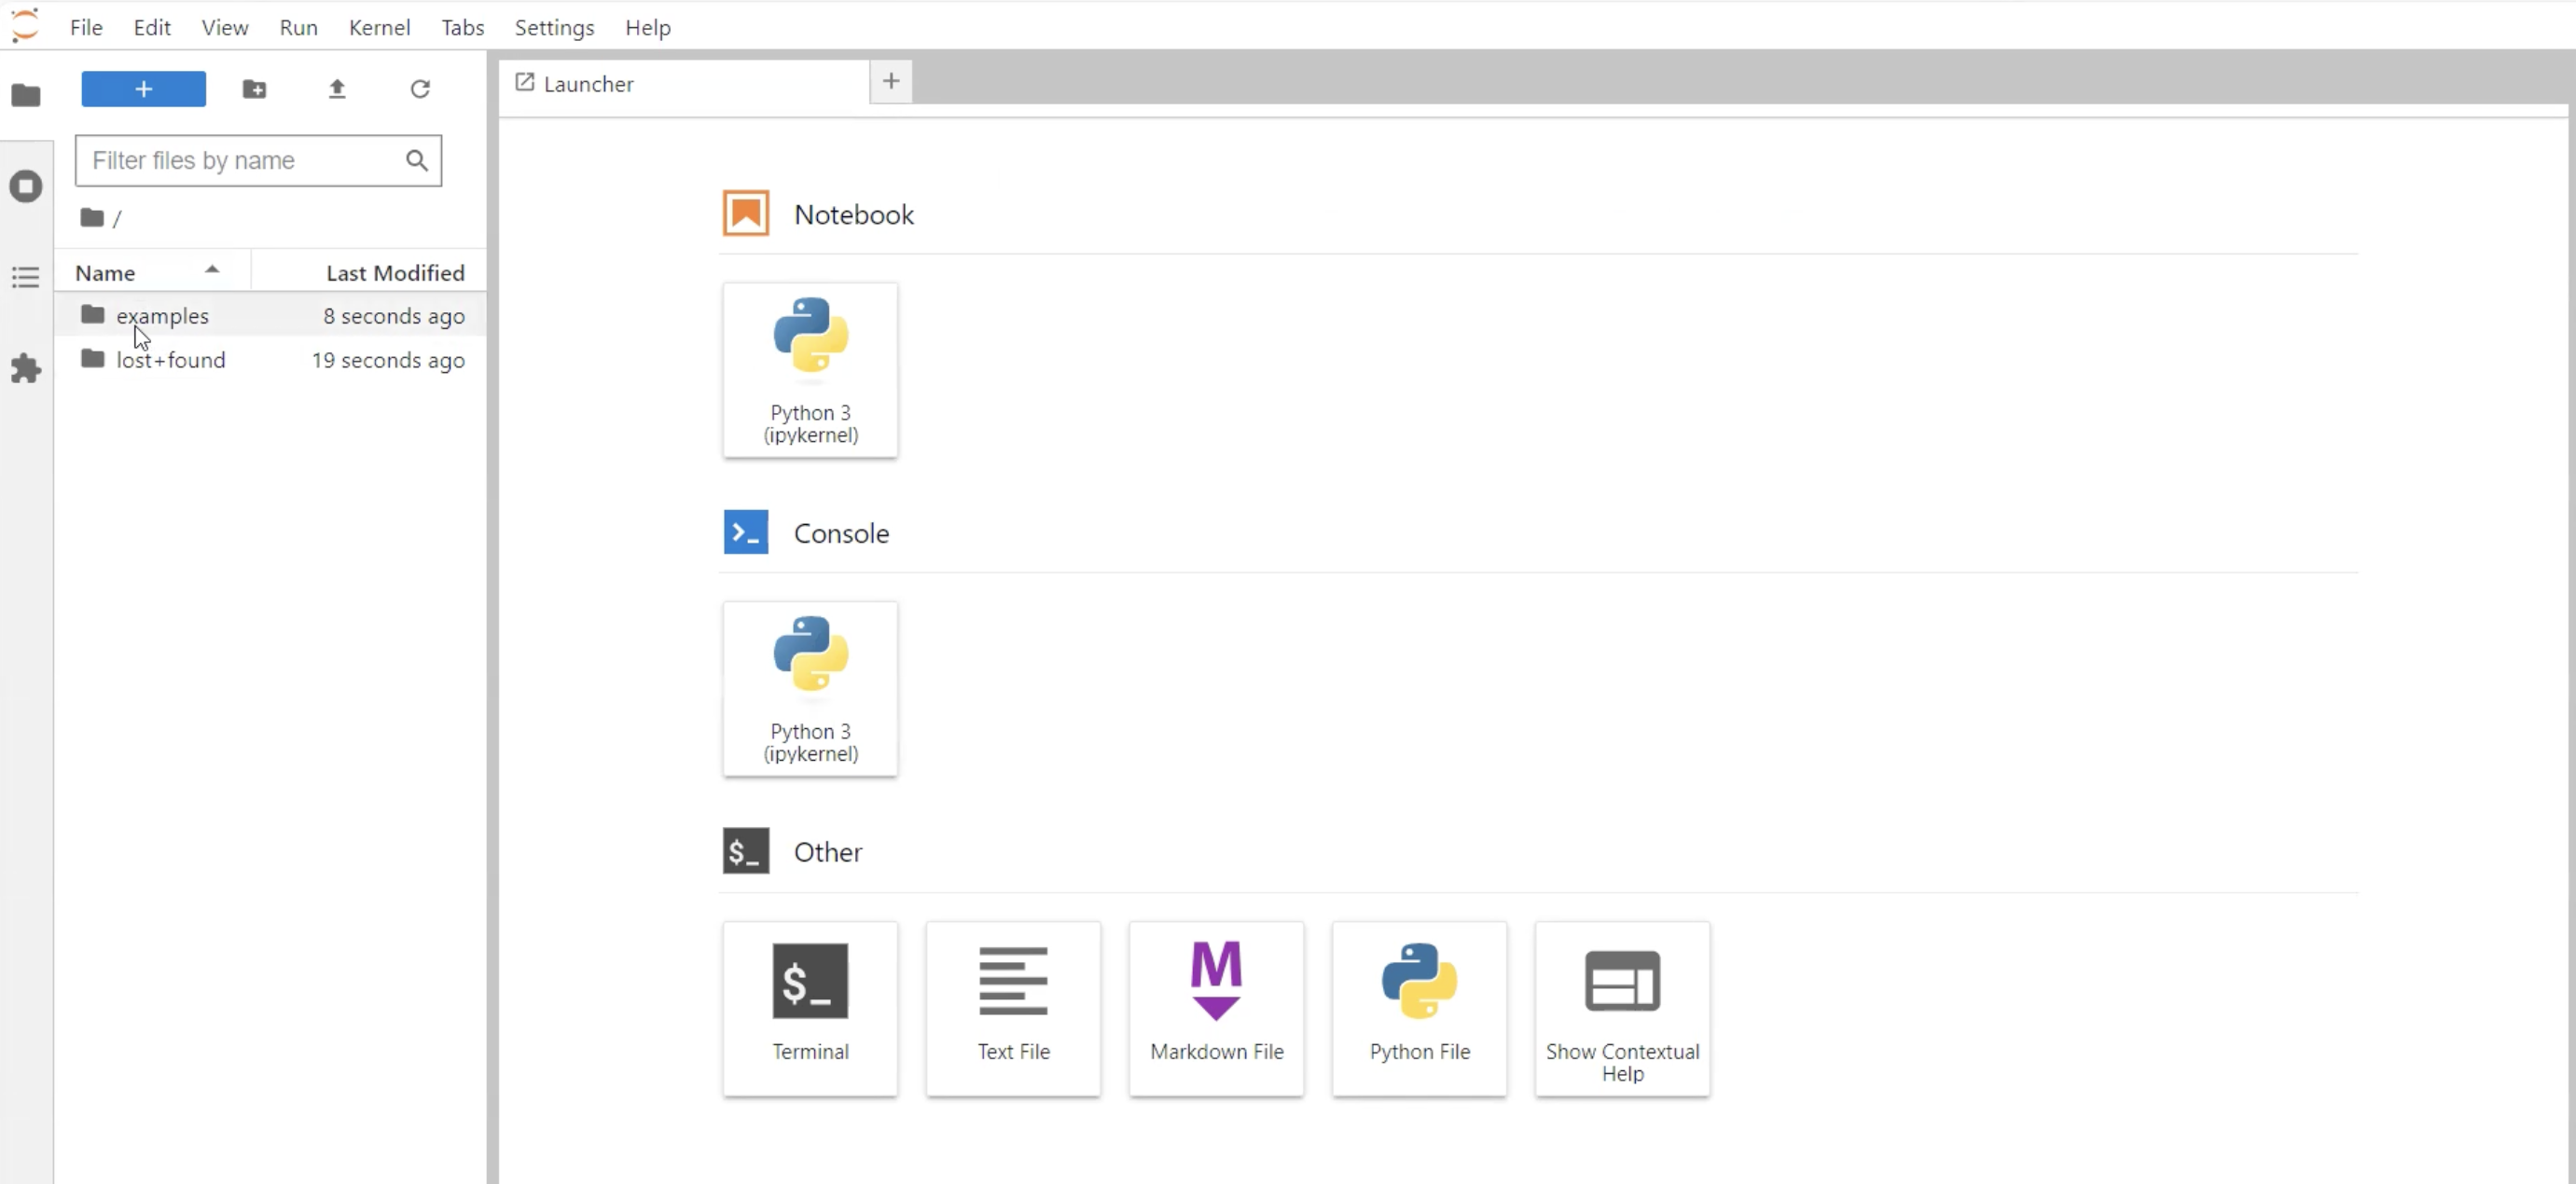 File Edit View Run Kernel Tabs Settings Help
+
Launcher +
Filter files by name
/
Name Last Modified
examples 8 seconds ago
lost+found 19 seconds ago
Notebook
Python 3
(ipykernel)
>_ Console
Python 3
(ipykernel)
$_ Other
$_
Terminal
Text File
M
Markdown File
Python File
Show Contextual
Help